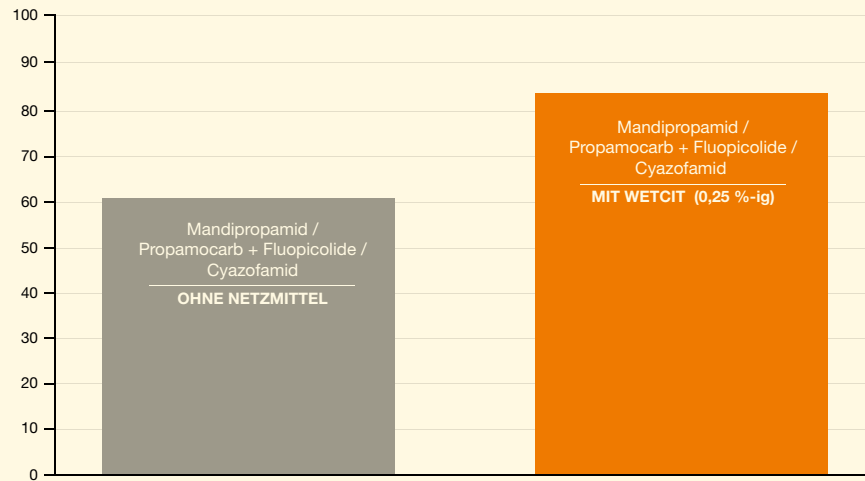 100
90
80
70
60
50
40
30
20
10
0
Mandipropamid /
Propamocarb + Fluopicolide /
Cyazofamid
OHNE NETZMITTEL
Mandipropamid /
Propamocarb + Fluopicolide /
Cyazofamid
MIT WETCIT (0,25 %-ig)